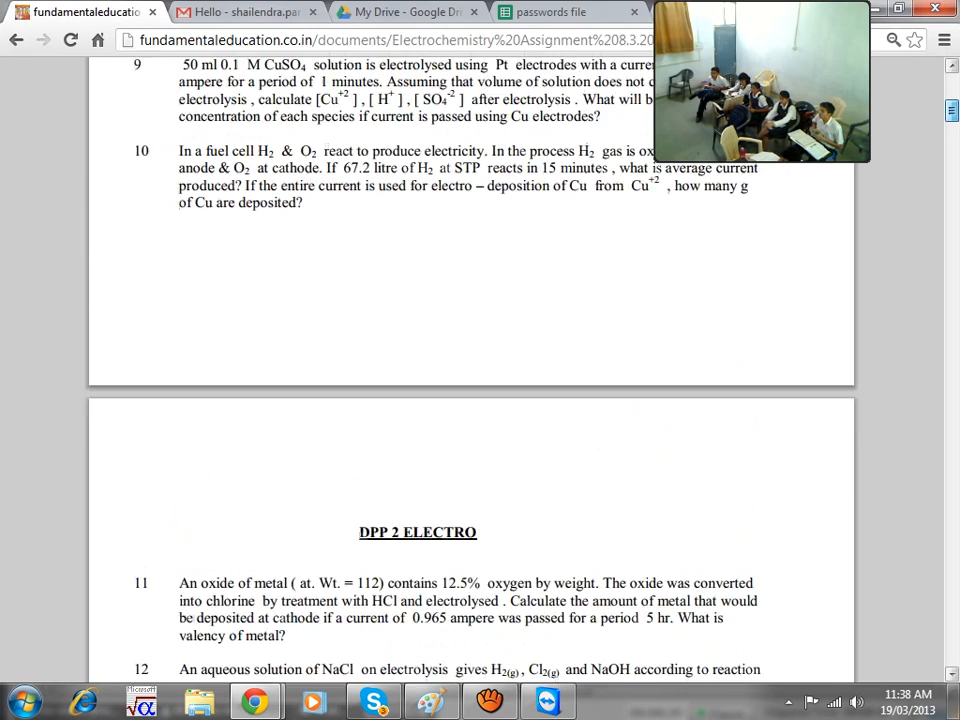 fundamentaleducatio
Hello - shailendra.par
My Drive - Google Dri
passwords file
fundamentaleducation.co.in/documents/Electrochemistry%20Assignment%208.3.20
9 50 ml 0.1 M CuSO4 solution is electrolysed using Pt electrodes with a curre
ampere for a period of 1 minutes. Assuming that volume of solution does not c
electrolysis , calculate [Cu+2 ] , [ H+ ] , [ SO4-2 ] after electrolysis . What will b
concentration of each species if current is passed using Cu electrodes?
10 In a fuel cell H2 & O2 react to produce electricity. In the process H2 gas is ox
anode & O2 at cathode. If 67.2 litre of H2 at STP reacts in 15 minutes , what is average current
produced? If the entire current is used for electro – deposition of Cu from Cu+2 , how many g
of Cu are deposited?
DPP 2 ELECTRO
11 An oxide of metal ( at. Wt. = 112) contains 12.5% oxygen by weight. The oxide was converted
into chlorine by treatment with HCl and electrolysed . Calculate the amount of metal that would
be deposited at cathode if a current of 0.965 ampere was passed for a period 5 hr. What is
valency of metal?
12 An aqueous solution of NaCl on electrolysis gives H2(g) , Cl2(g) and NaOH according to reaction
Microsoft
√α
11:38 AM
19/03/2013